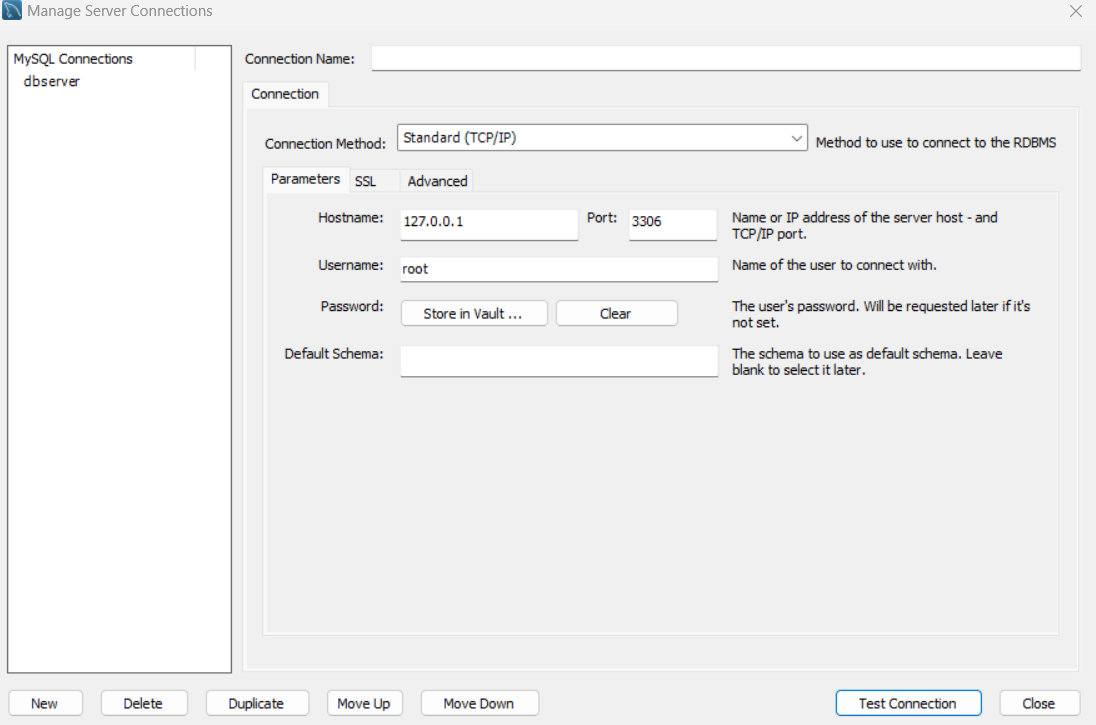 Manage Server Connections
MySQL Connections
dbserver
Connection Name:
Connection
Connection Method: Standard (TCP/IP) Method to use to connect to the RDBMS
Parameters SSL Advanced
Hostname: 127.0.0.1 Port: 3306 Name or IP address of the server host - and
TCP/IP port.
Username: root Name of the user to connect with.
Password: Store in Vault ... Clear The user's password. Will be requested later if it's
not set.
Default Schema: The schema to use as default schema. Leave
blank to select it later.
New Delete Duplicate Move Up Move Down Test Connection Close